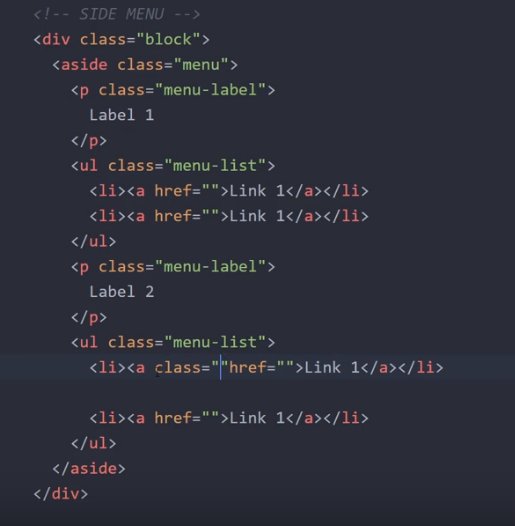 <!-- SIDE MENU -->
<div class="block">
<aside class="menu">
<p class="menu-label">
Label 1
</p>
<ul class="menu-list">
<li><a href="">Link 1</a></li>
<li><a href="">Link 1</a></li>
</ul>
<p class="menu-label">
Label 2
</p>
<ul class="menu-list">
<li><a class=""href="">Link 1</a></li>
<li><a href="">Link 1</a></li>
</ul>
</aside>
</div>